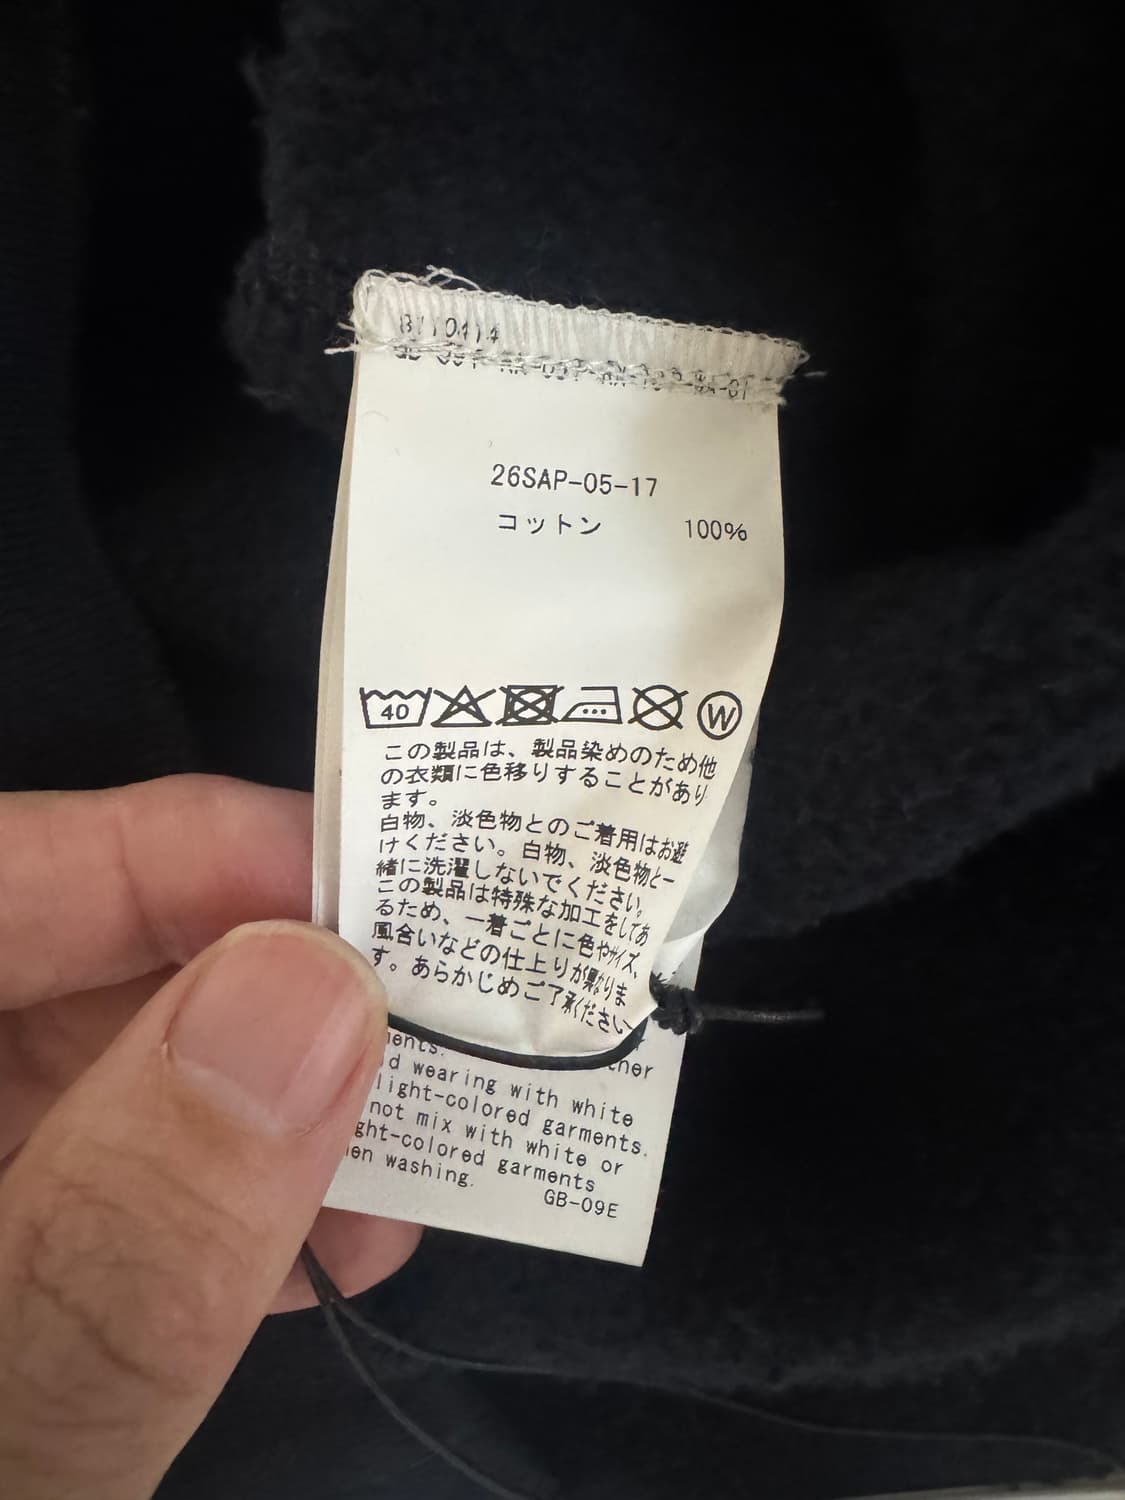 26SAP-05-17
コットン 100%
40
W
この製品は、製品染めのため他
の衣類に色移りすることがあり
ます。
白物、淡色物とのご着用はお避
けください。白物、淡色物と一
緒に洗濯しないでください。
この製品は特殊な加工をしてあ
るため、一着ごとに色やサイズ、
風合いなどの仕上りが異なりま
す。あらかじめご了承ください
wearing with white
light-colored garments.
not mix with white or
ght-colored garments
washing.
GB-09E